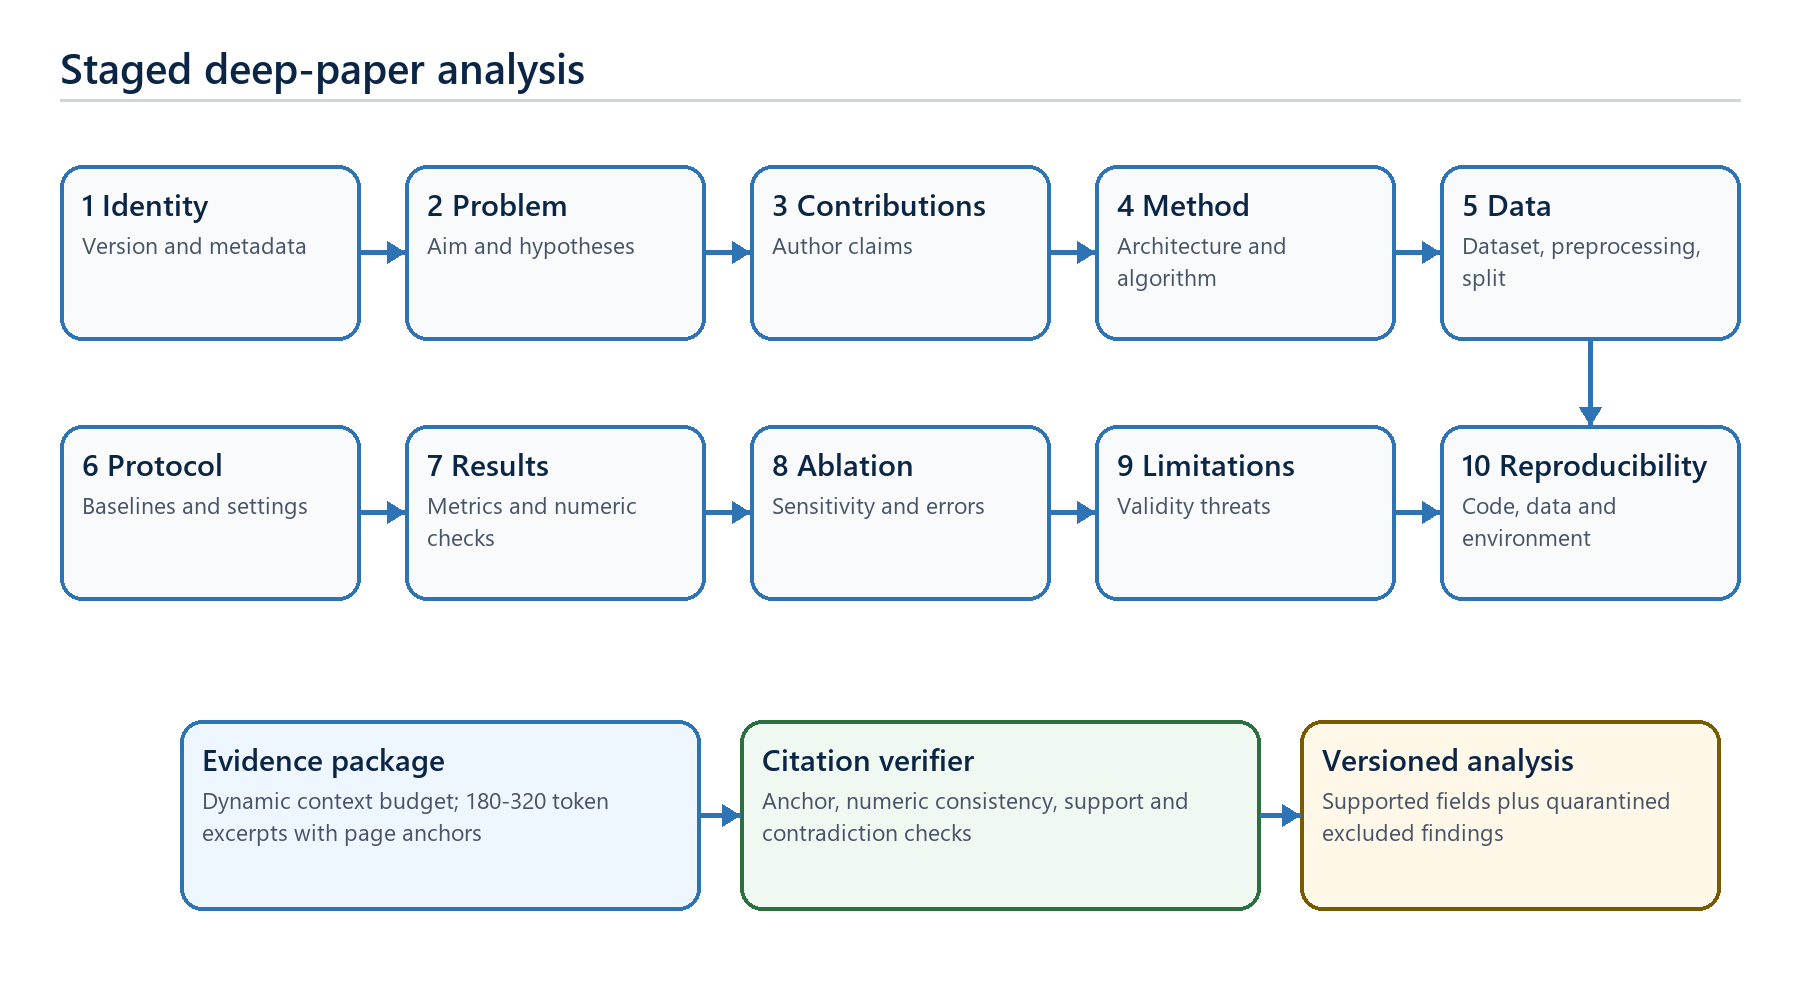 Staged deep-paper analysis
1 Identity
Version and metadata
2 Problem
Aim and hypotheses
3 Contributions
Author claims
4 Method
Architecture and
algorithm
5 Data
Dataset, preprocessing,
split
6 Protocol
Baselines and settings
7 Results
Metrics and numeric
checks
8 Ablation
Sensitivity and errors
9 Limitations
Validity threats
10 Reproducibility
Code, data and
environment
Evidence package
Dynamic context budget; 180-320 token
excerpts with page anchors
Citation verifier
Anchor, numeric consistency, support and
contradiction checks
Versioned analysis
Supported fields plus quarantined
excluded findings